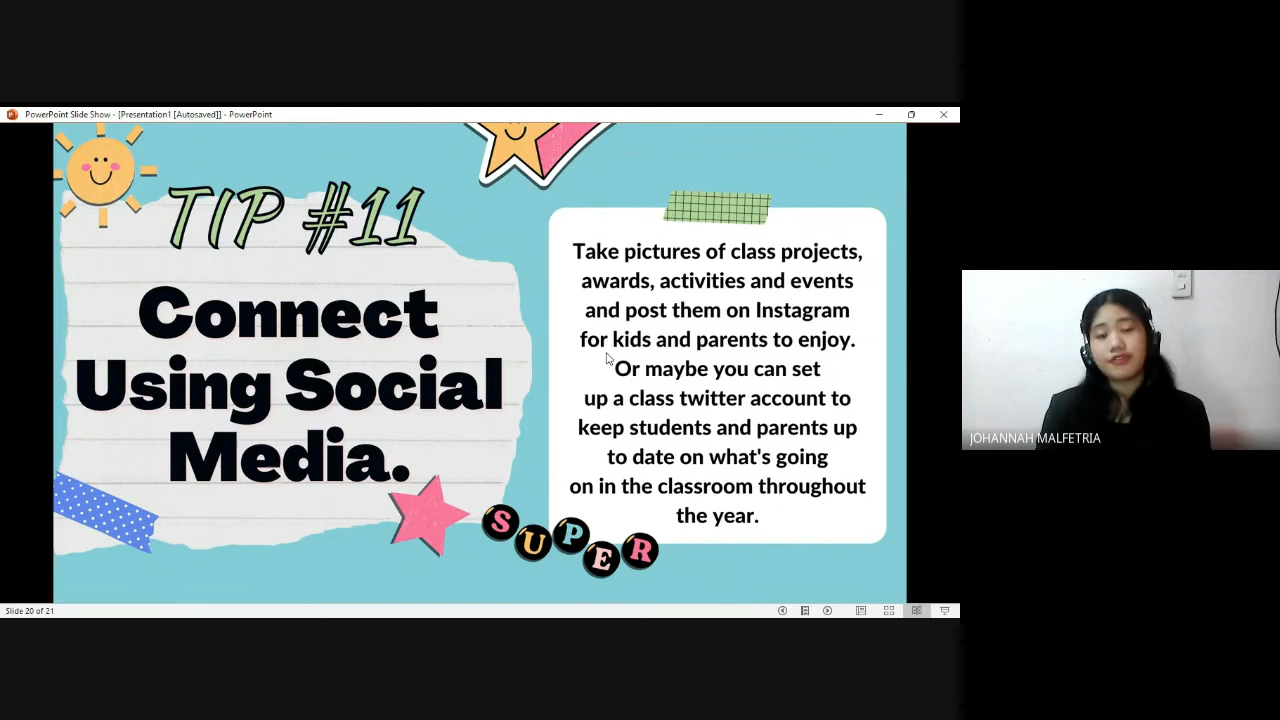 PowerPoint Slide Show - [Presentation1 [Autosaved]] - PowerPoint
TIP #11
Connect
Using Social
Media.
Take pictures of class projects,
awards, activities and events
and post them on Instagram
for kids and parents to enjoy.
Or maybe you can set
up a class twitter account to
keep students and parents up
to date on what's going
on in the classroom throughout
the year.
SUPER
Slide 20 of 21
JOHANNAH MALFETRIA